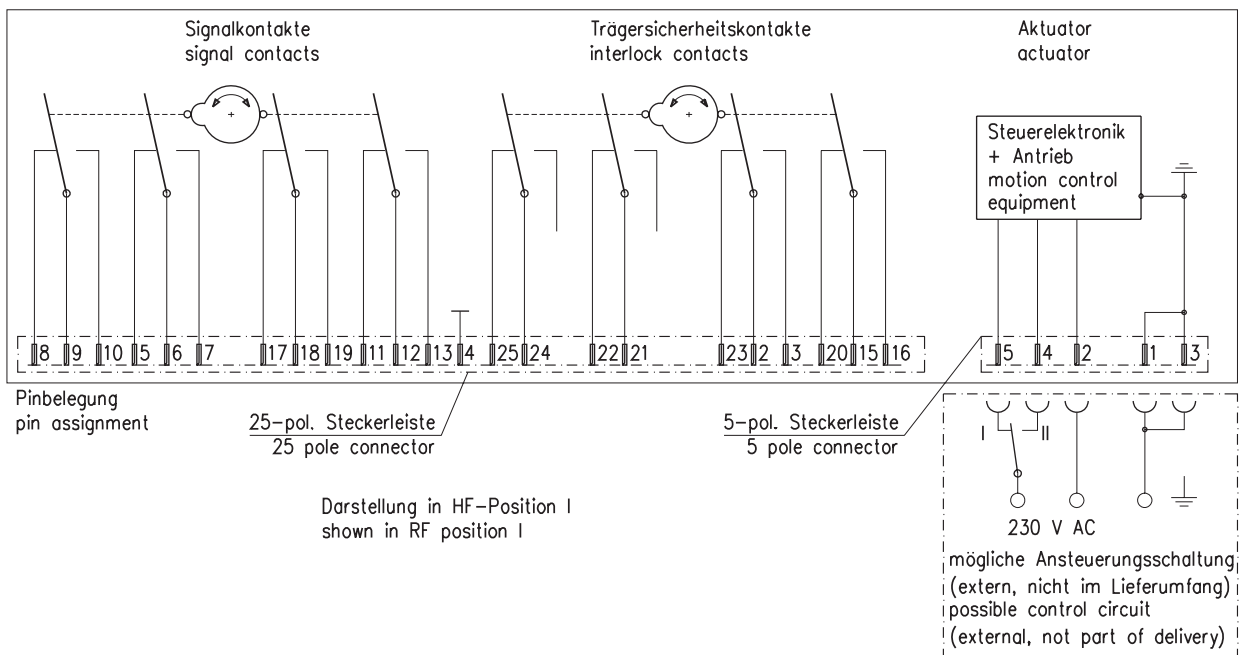 Signalkontakte
signal contacts
Trägersicherheitskontakte
interlock contacts
Aktuator
actuator
Steuerelektronik
+ Antrieb
motion control
equipment
8 9 10 5 6 7 17 18 19 11 12 13 4 25 24 22 21 23 2 3 20 15 16
5 4 2 1 3
Pinbelegung
pin assignment
25-pol. Steckerleiste
25 pole connector
5-pol. Steckerleiste
5 pole connector
I II
Darstellung in HF-Position I
shown in RF position I
230 V AC
mögliche Ansteuerungsschaltung
(extern, nicht im Lieferumfang)
possible control circuit
(external, not part of delivery)